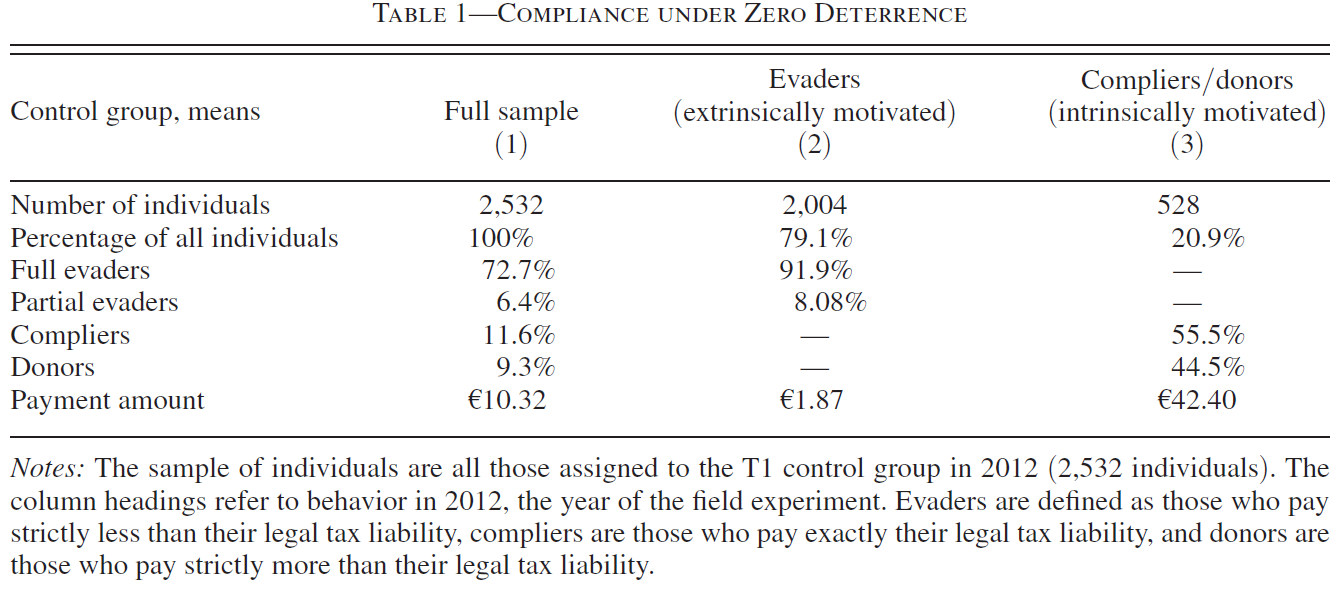 TABLE 1—COMPLIANCE UNDER ZERO DETERRENCE
Control group, means Full sample (1) Evaders (extrinsically motivated) (2) Compliers/donors (intrinsically motivated) (3)
Number of individuals 2,532 2,004 528
Percentage of all individuals 100% 79.1% 20.9%
Full evaders 72.7% 91.9% —
Partial evaders 6.4% 8.08% —
Compliers 11.6% — 55.5%
Donors 9.3% — 44.5%
Payment amount €10.32 €1.87 €42.40
Notes: The sample of individuals are all those assigned to the T1 control group in 2012 (2,532 individuals). The
column headings refer to behavior in 2012, the year of the field experiment. Evaders are defined as those who pay
strictly less than their legal tax liability, compliers are those who pay exactly their legal tax liability, and donors are
those who pay strictly more than their legal tax liability.